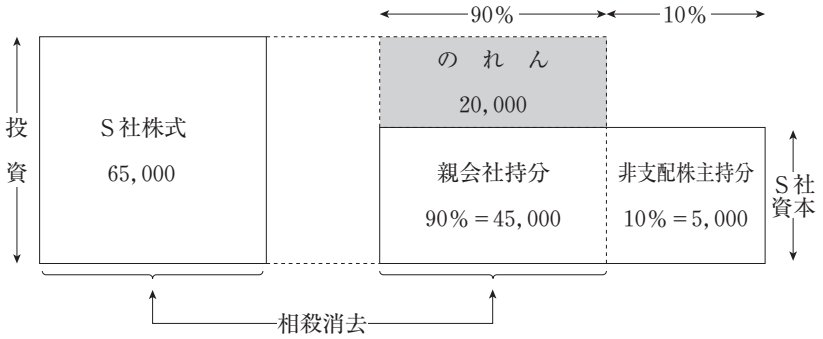 90% 10%
のれん
20,000
投資
S社株式
65,000
親会社持分
90%＝45,000
非支配株主持分
10%＝5,000
S社
資本
相殺消去